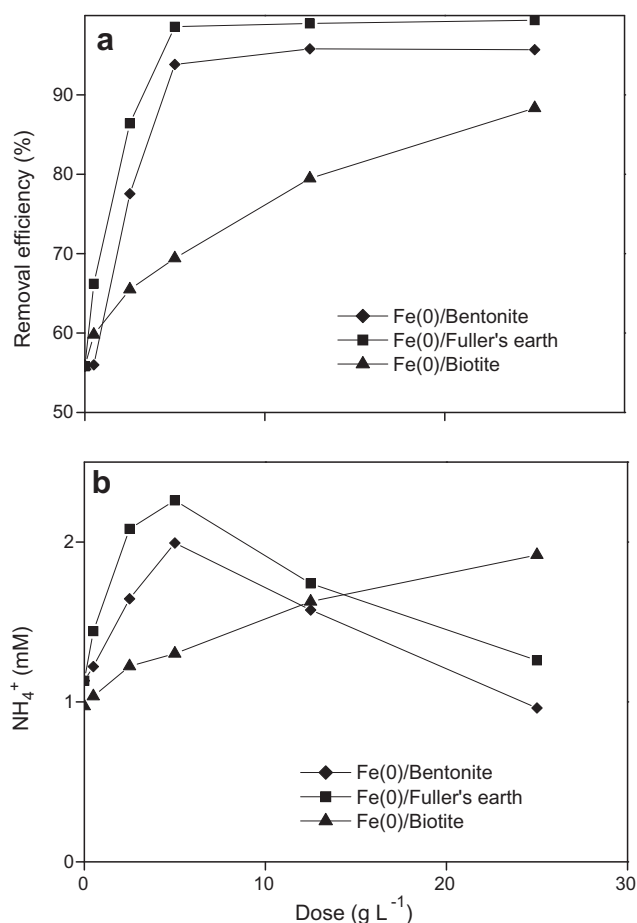 a
90
80
70
60
50
Removal efficiency (%)
Fe(0)/Bentonite
Fe(0)/Fuller's earth
Fe(0)/Biotite
b
2
1
0
NH₄⁺ (mM)
Fe(0)/Bentonite
Fe(0)/Fuller's earth
Fe(0)/Biotite
0 10 20 30
Dose (g L⁻¹)